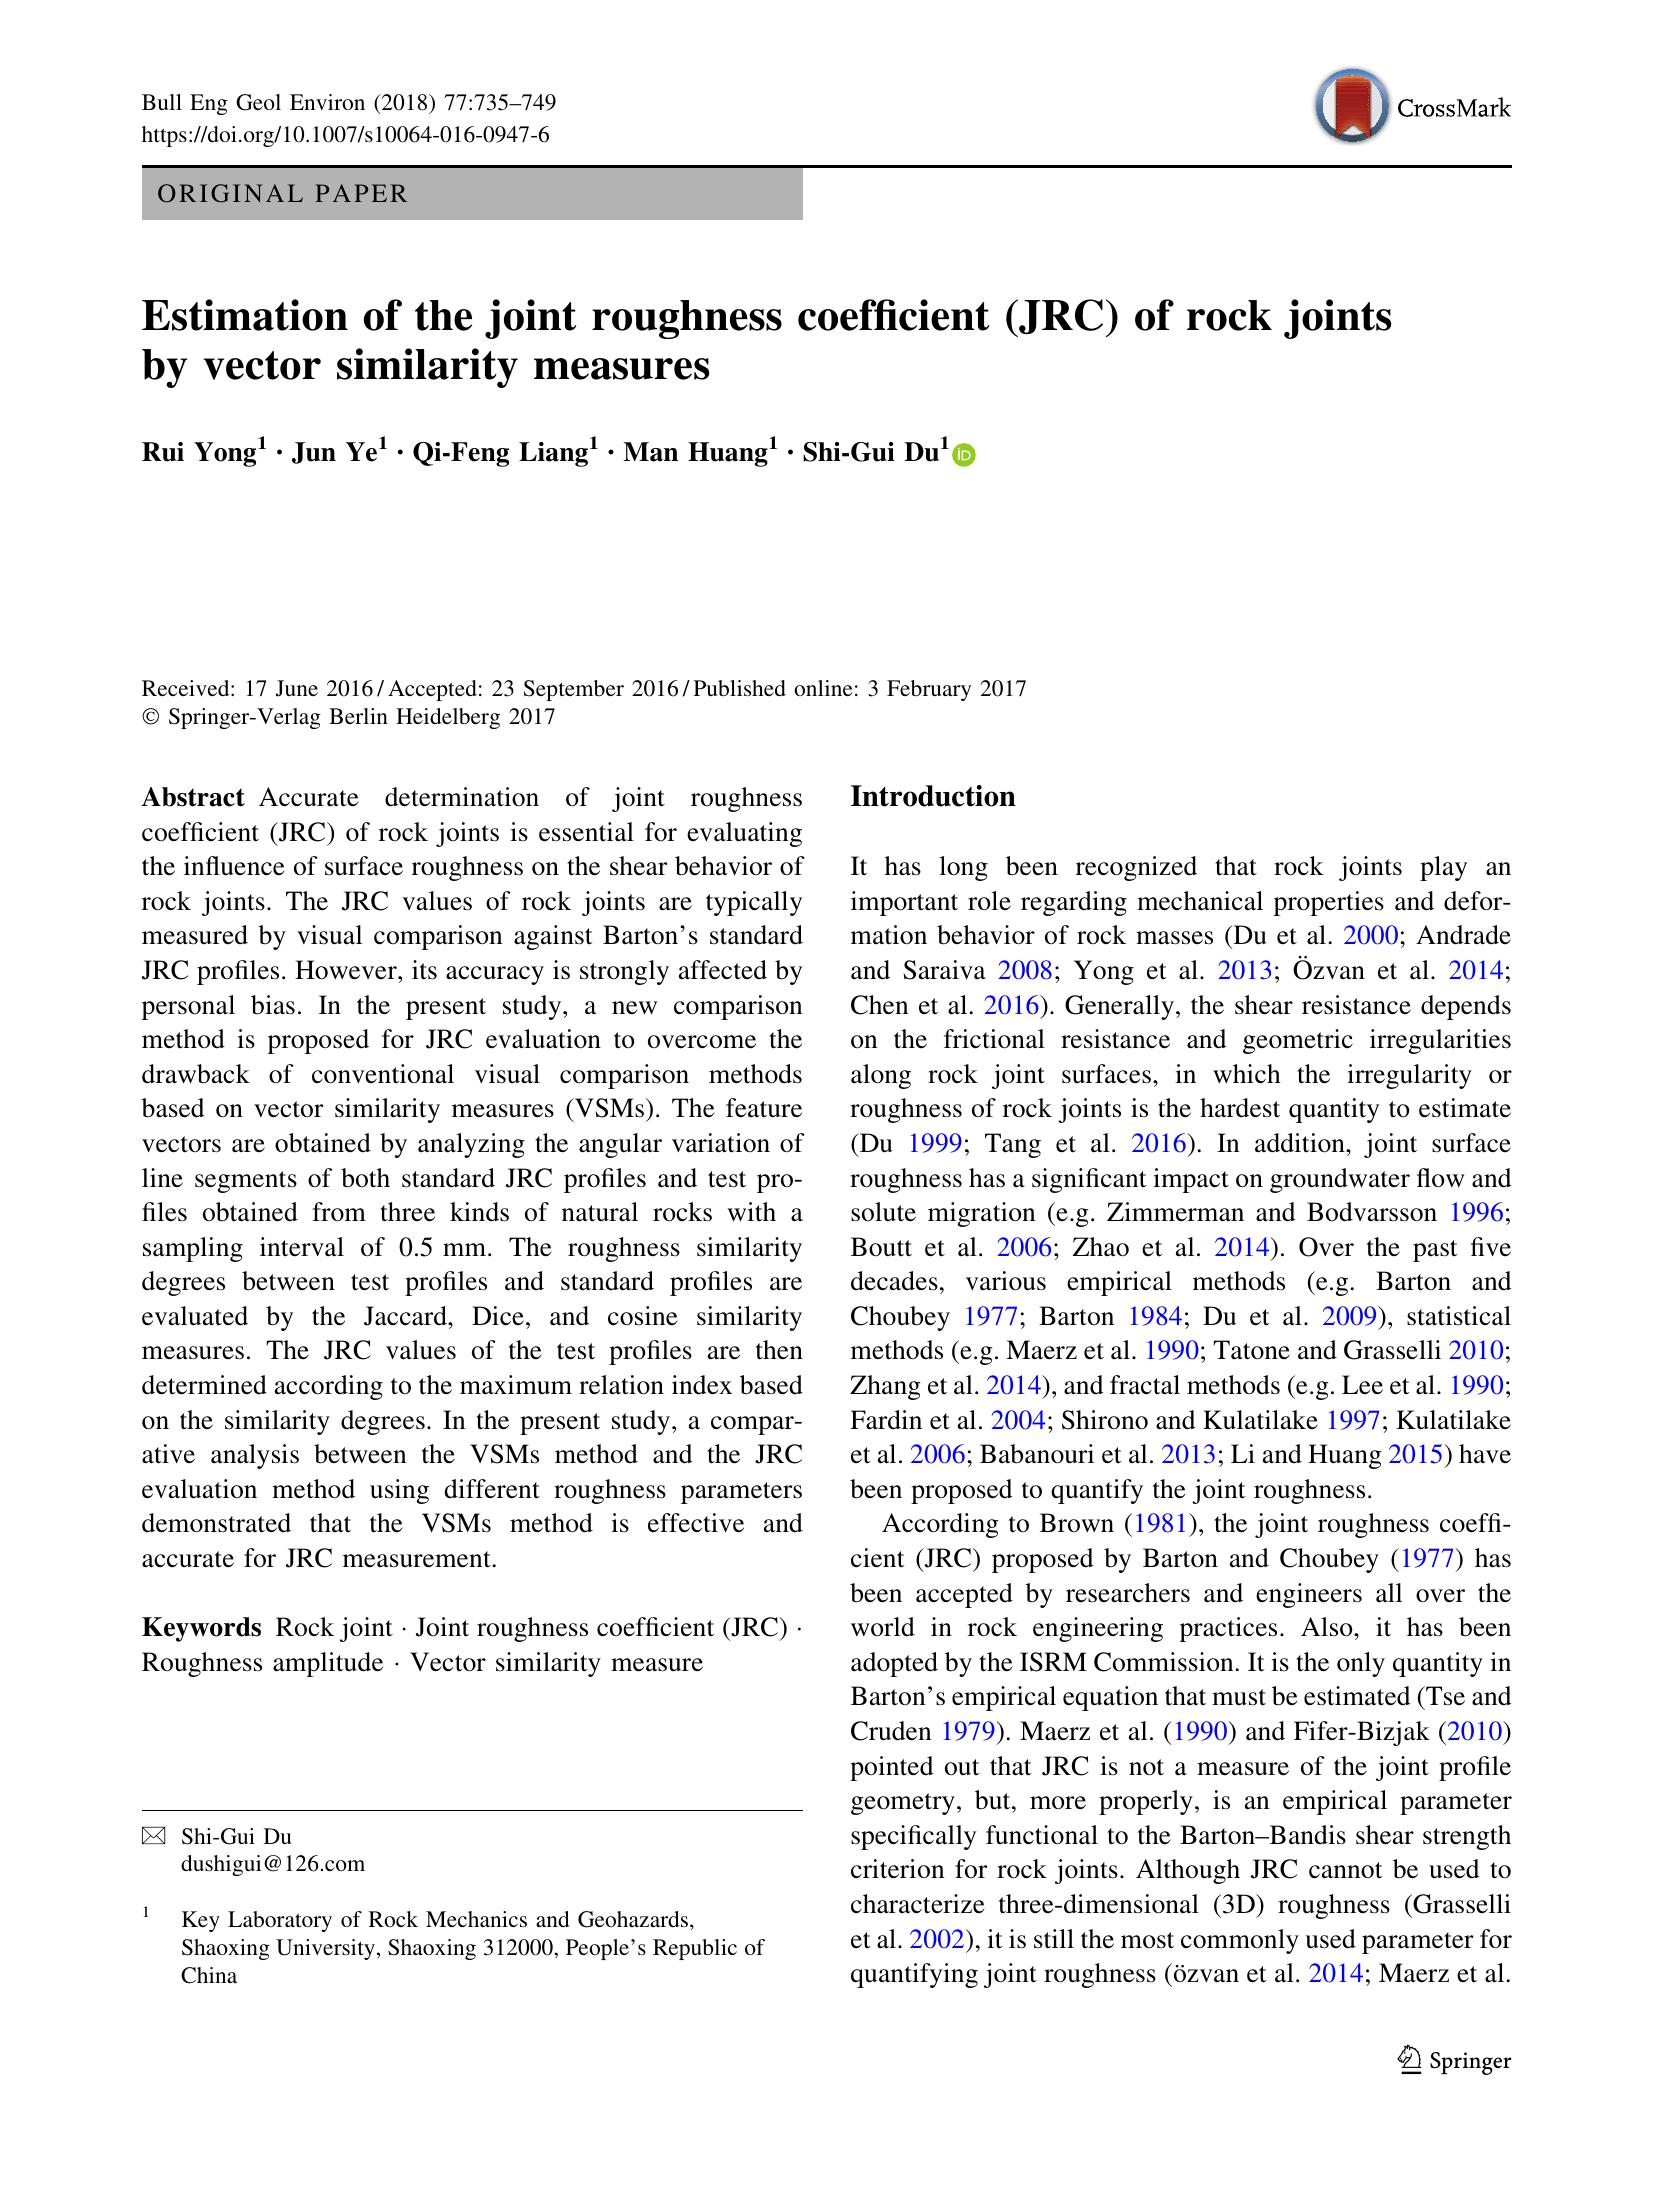 Bull Eng Geol Environ (2018) 77:735–749
https://doi.org/10.1007/s10064-016-0947-6
CrossMark
ORIGINAL PAPER
Estimation of the joint roughness coefficient (JRC) of rock joints
by vector similarity measures
Rui Yong1 · Jun Ye1 · Qi-Feng Liang1 · Man Huang1 · Shi-Gui Du1 iD
Received: 17 June 2016 / Accepted: 23 September 2016 / Published online: 3 February 2017
© Springer-Verlag Berlin Heidelberg 2017
Abstract Accurate determination of joint roughness
coefficient (JRC) of rock joints is essential for evaluating
the influence of surface roughness on the shear behavior of
rock joints. The JRC values of rock joints are typically
measured by visual comparison against Barton's standard
JRC profiles. However, its accuracy is strongly affected by
personal bias. In the present study, a new comparison
method is proposed for JRC evaluation to overcome the
drawback of conventional visual comparison methods
based on vector similarity measures (VSMs). The feature
vectors are obtained by analyzing the angular variation of
line segments of both standard JRC profiles and test pro-
files obtained from three kinds of natural rocks with a
sampling interval of 0.5 mm. The roughness similarity
degrees between test profiles and standard profiles are
evaluated by the Jaccard, Dice, and cosine similarity
measures. The JRC values of the test profiles are then
determined according to the maximum relation index based
on the similarity degrees. In the present study, a compar-
ative analysis between the VSMs method and the JRC
evaluation method using different roughness parameters
demonstrated that the VSMs method is effective and
accurate for JRC measurement.
Keywords Rock joint · Joint roughness coefficient (JRC) ·
Roughness amplitude · Vector similarity measure
Shi-Gui Du
dushigui@126.com
1 Key Laboratory of Rock Mechanics and Geohazards,
Shaoxing University, Shaoxing 312000, People's Republic of
China
Introduction
It has long been recognized that rock joints play an
important role regarding mechanical properties and defor-
mation behavior of rock masses (Du et al. 2000; Andrade
and Saraiva 2008; Yong et al. 2013; Özvan et al. 2014;
Chen et al. 2016). Generally, the shear resistance depends
on the frictional resistance and geometric irregularities
along rock joint surfaces, in which the irregularity or
roughness of rock joints is the hardest quantity to estimate
(Du 1999; Tang et al. 2016). In addition, joint surface
roughness has a significant impact on groundwater flow and
solute migration (e.g. Zimmerman and Bodvarsson 1996;
Boutt et al. 2006; Zhao et al. 2014). Over the past five
decades, various empirical methods (e.g. Barton and
Choubey 1977; Barton 1984; Du et al. 2009), statistical
methods (e.g. Maerz et al. 1990; Tatone and Grasselli 2010;
Zhang et al. 2014), and fractal methods (e.g. Lee et al. 1990;
Fardin et al. 2004; Shirono and Kulatilake 1997; Kulatilake
et al. 2006; Babanouri et al. 2013; Li and Huang 2015) have
been proposed to quantify the joint roughness.
According to Brown (1981), the joint roughness coeffi-
cient (JRC) proposed by Barton and Choubey (1977) has
been accepted by researchers and engineers all over the
world in rock engineering practices. Also, it has been
adopted by the ISRM Commission. It is the only quantity in
Barton's empirical equation that must be estimated (Tse and
Cruden 1979). Maerz et al. (1990) and Fifer-Bizjak (2010)
pointed out that JRC is not a measure of the joint profile
geometry, but, more properly, is an empirical parameter
specifically functional to the Barton–Bandis shear strength
criterion for rock joints. Although JRC cannot be used to
characterize three-dimensional (3D) roughness (Grasselli
et al. 2002), it is still the most commonly used parameter for
quantifying joint roughness (özvan et al. 2014; Maerz et al.
Springer